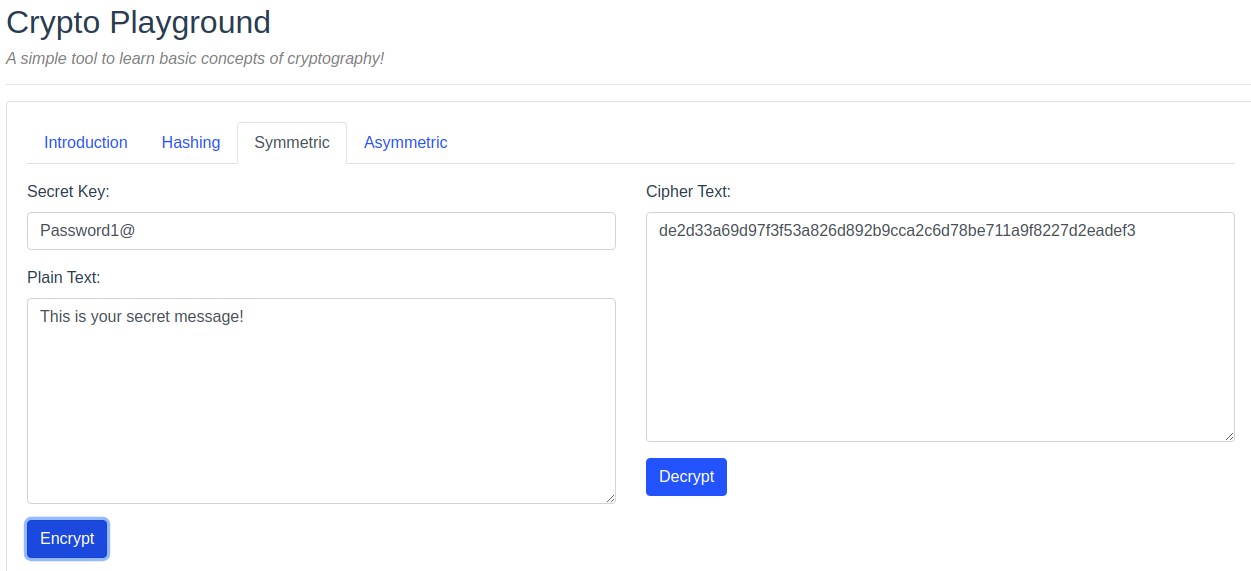 Crypto Playground
A simple tool to learn basic concepts of cryptography!
Introduction Hashing Symmetric Asymmetric
Secret Key:
Password1@
Plain Text:
This is your secret message!
Encrypt
Cipher Text:
de2d33a69d97f3f53a826d892b9cca2c6d78be711a9f8227d2eadef3
Decrypt